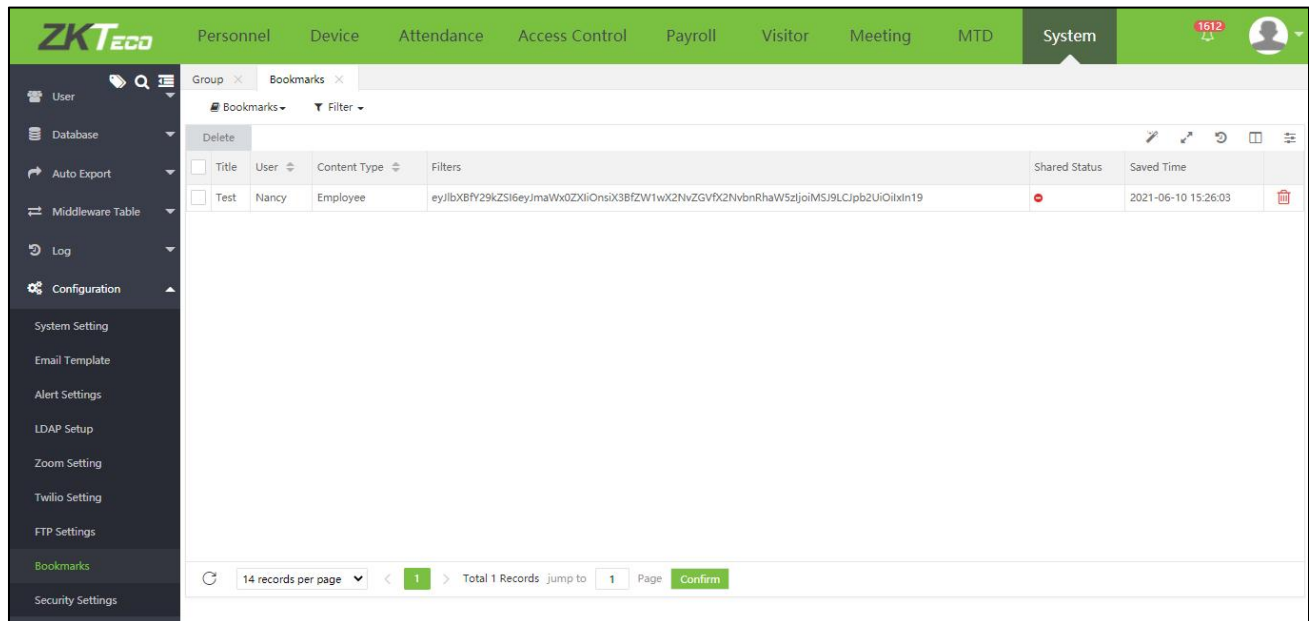 ZKTeco Personnel Device Attendance Access Control Payroll Visitor Meeting MTD System 1612
User
Database
Auto Export
Middleware Table
Log
Configuration
System Setting
Email Template
Alert Settings
LDAP Setup
Zoom Setting
Twilio Setting
FTP Settings
Bookmarks
Security Settings
Group Bookmarks
Bookmarks Filter
Delete
Title User Content Type Filters Shared Status Saved Time
Test Nancy Employee eyJlbXBfY29kZSI6eyJmaWx0ZXIiOnsiX3BfZW1wX2NvZGVfX2NvbnRhaW5zIjoiMSJ9LCJpb2UiOiIxIn19 2021-06-10 15:26:03
14 records per page 1 Total 1 Records jump to 1 Page Confirm